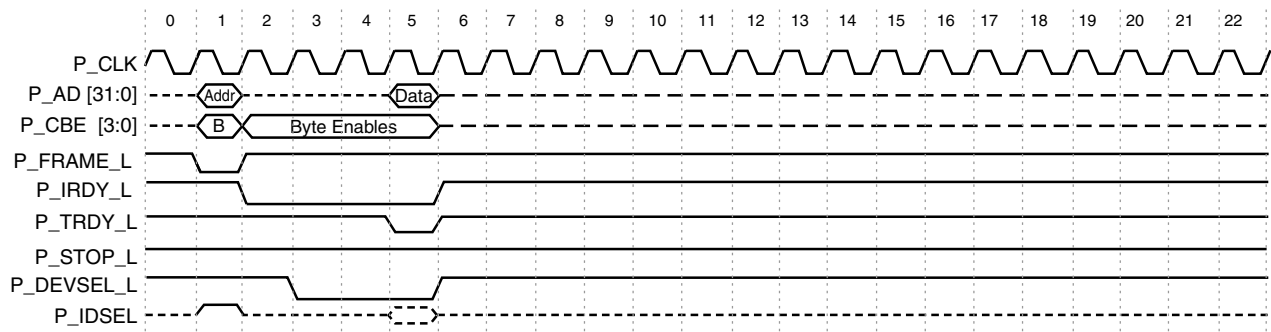 0 1 2 3 4 5 6 7 8 9 10 11 12 13 14 15 16 17 18 19 20 21 22
P_CLK
P_AD [31:0] Addr Data
P_CBE [3:0] B Byte Enables
P_FRAME_L
P_IRDY_L
P_TRDY_L
P_STOP_L
P_DEVSEL_L
P_IDSEL